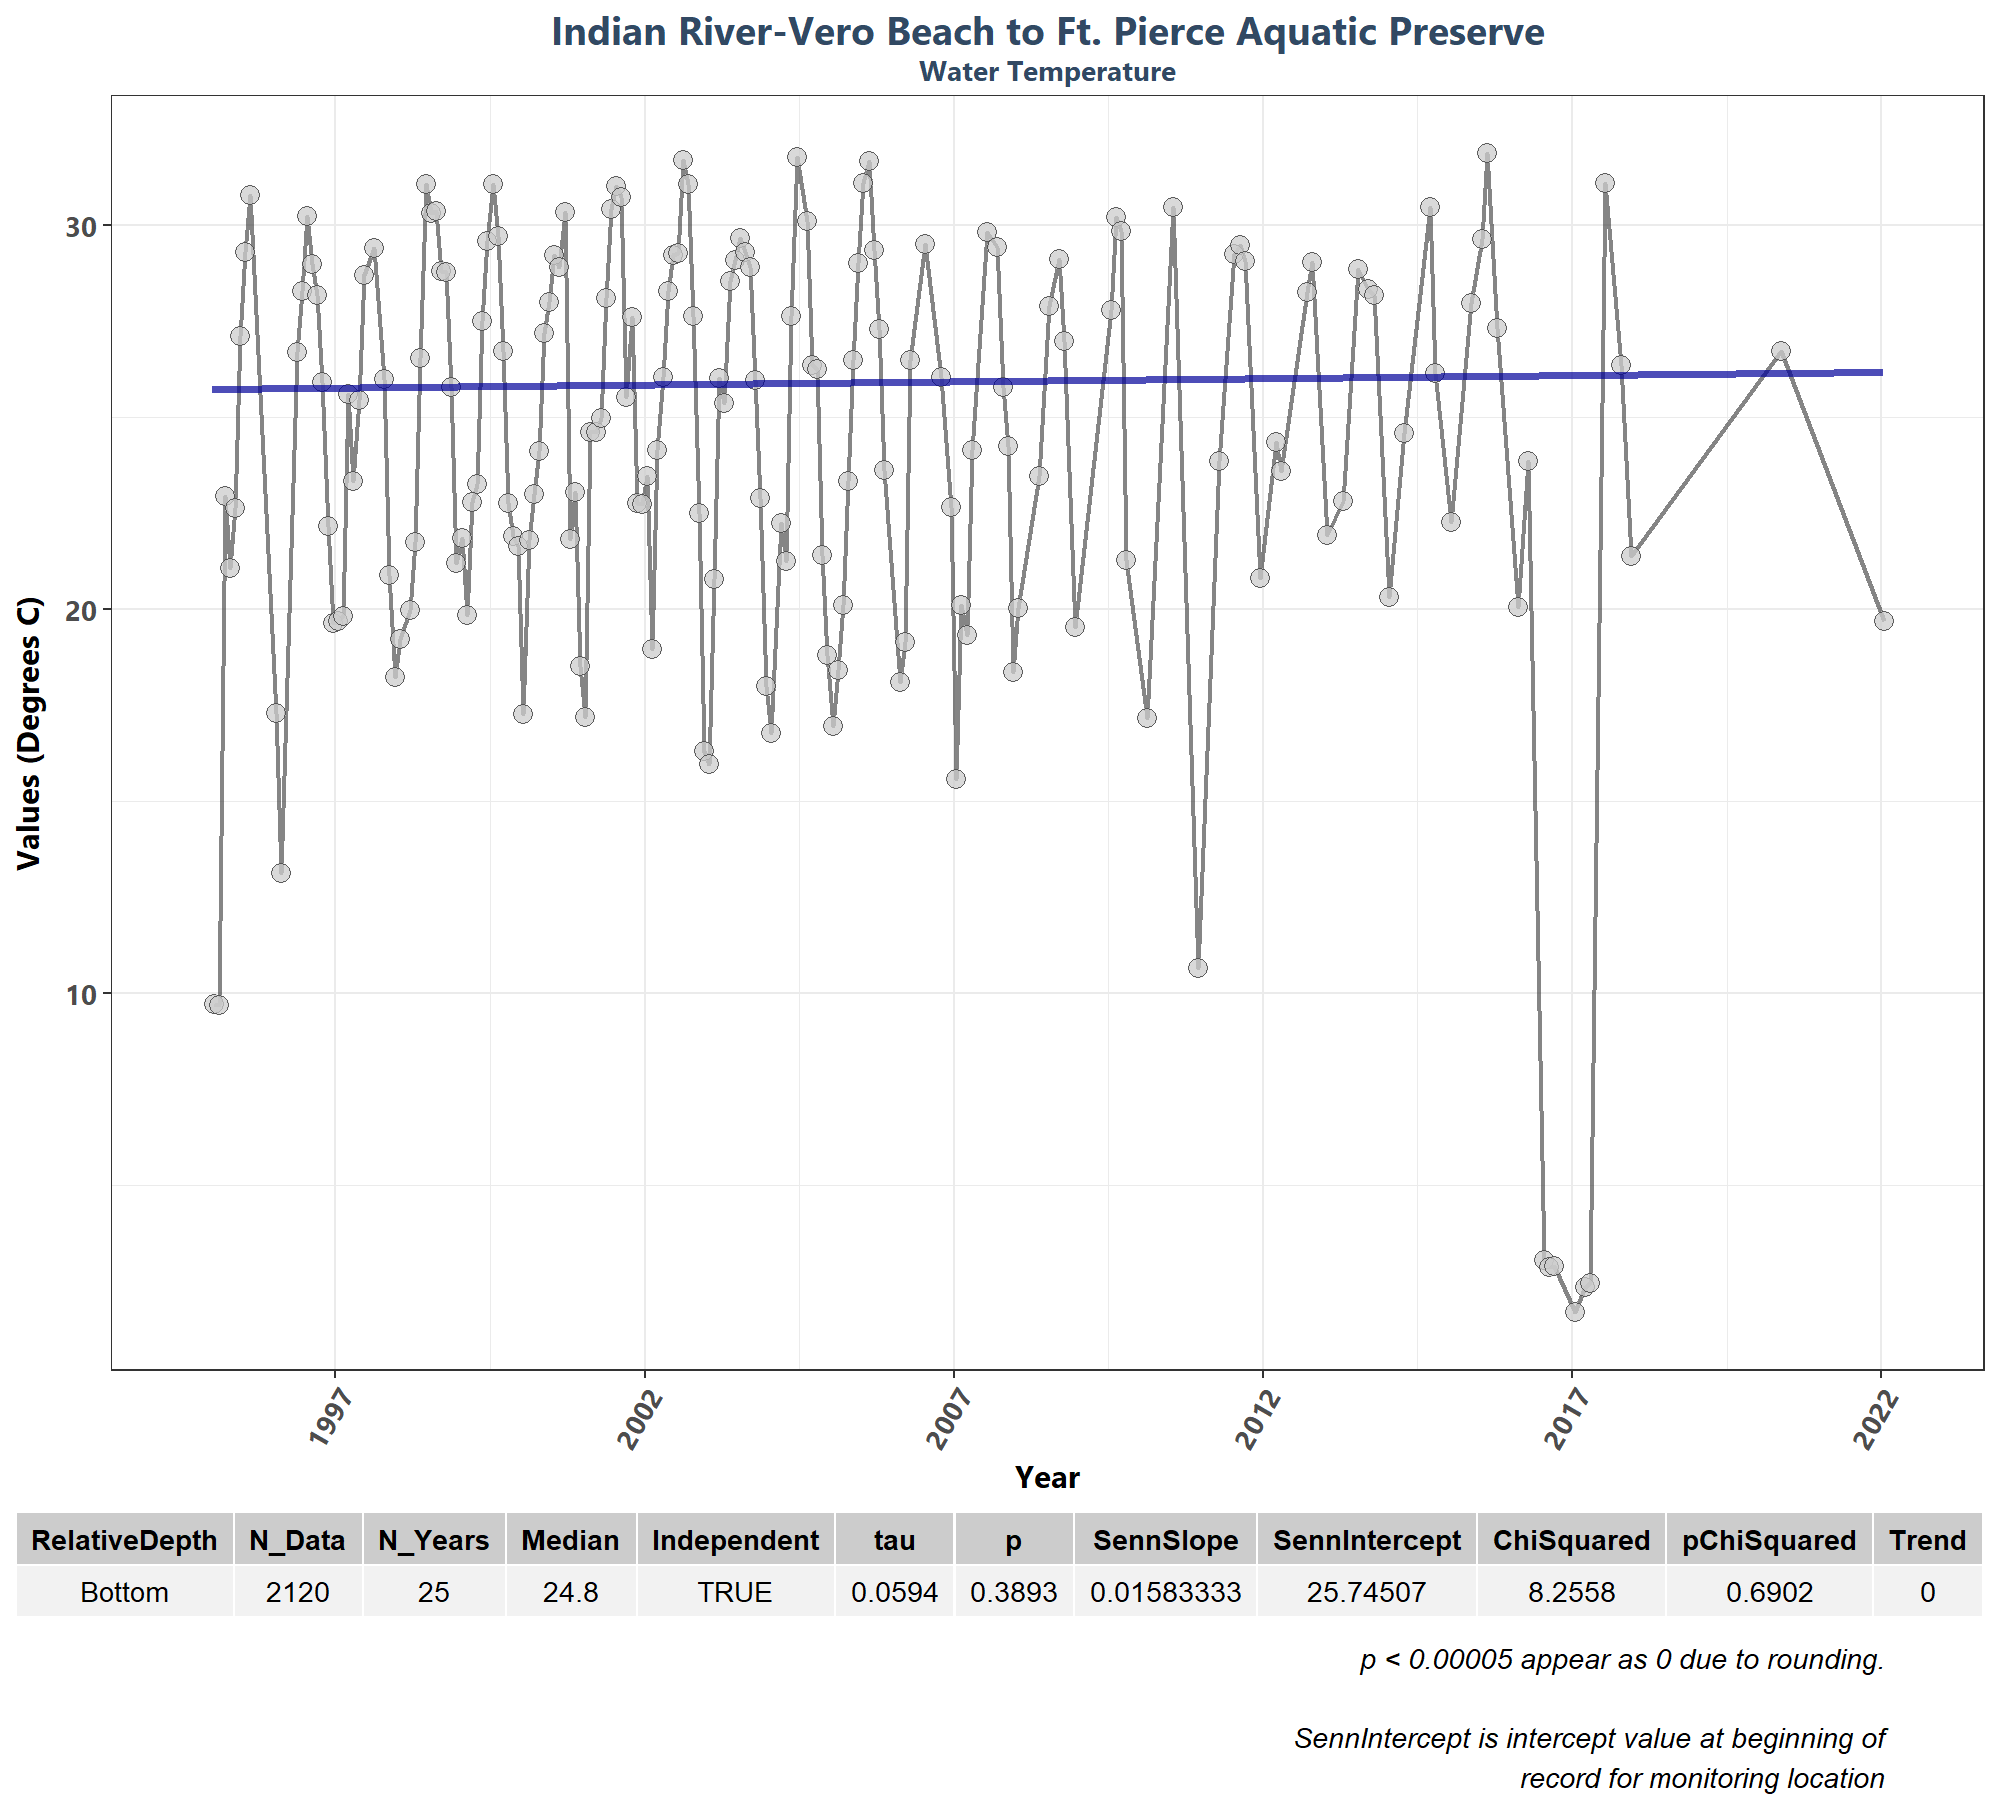 Indian River-Vero Beach to Ft. Pierce Aquatic Preserve
Water Temperature
Values (Degrees C)
30
20
10
1997 2002 2007 2012 2017 2022
Year
RelativeDepth N_Data N_Years Median Independent tau p SennSlope SennIntercept ChiSquared pChiSquared Trend
Bottom 2120 25 24.8 TRUE 0.0594 0.3893 0.01583333 25.74507 8.2558 0.6902 0
p < 0.00005 appear as 0 due to rounding.
SennIntercept is intercept value at beginning of
record for monitoring location